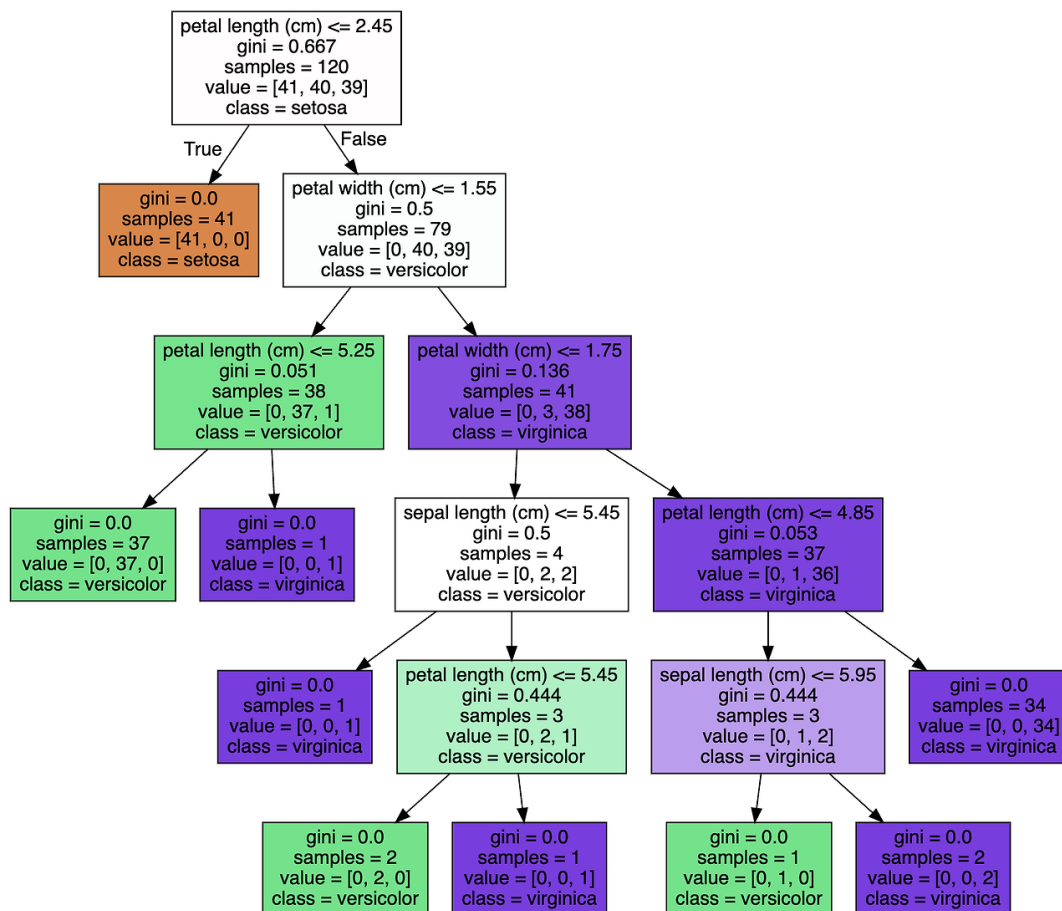 petal length (cm) <= 2.45
gini = 0.667
samples = 120
value = [41, 40, 39]
class = setosa
True
False
gini = 0.0
samples = 41
value = [41, 0, 0]
class = setosa
petal width (cm) <= 1.55
gini = 0.5
samples = 79
value = [0, 40, 39]
class = versicolor
petal length (cm) <= 5.25
gini = 0.051
samples = 38
value = [0, 37, 1]
class = versicolor
petal width (cm) <= 1.75
gini = 0.136
samples = 41
value = [0, 3, 38]
class = virginica
gini = 0.0
samples = 37
value = [0, 37, 0]
class = versicolor
gini = 0.0
samples = 1
value = [0, 0, 1]
class = virginica
sepal length (cm) <= 5.45
gini = 0.5
samples = 4
value = [0, 2, 2]
class = versicolor
petal length (cm) <= 4.85
gini = 0.053
samples = 37
value = [0, 1, 36]
class = virginica
gini = 0.0
samples = 1
value = [0, 0, 1]
class = virginica
petal length (cm) <= 5.45
gini = 0.444
samples = 3
value = [0, 2, 1]
class = versicolor
sepal length (cm) <= 5.95
gini = 0.444
samples = 3
value = [0, 1, 2]
class = virginica
gini = 0.0
samples = 34
value = [0, 0, 34]
class = virginica
gini = 0.0
samples = 2
value = [0, 2, 0]
class = versicolor
gini = 0.0
samples = 1
value = [0, 0, 1]
class = virginica
gini = 0.0
samples = 1
value = [0, 1, 0]
class = versicolor
gini = 0.0
samples = 2
value = [0, 0, 2]
class = virginica